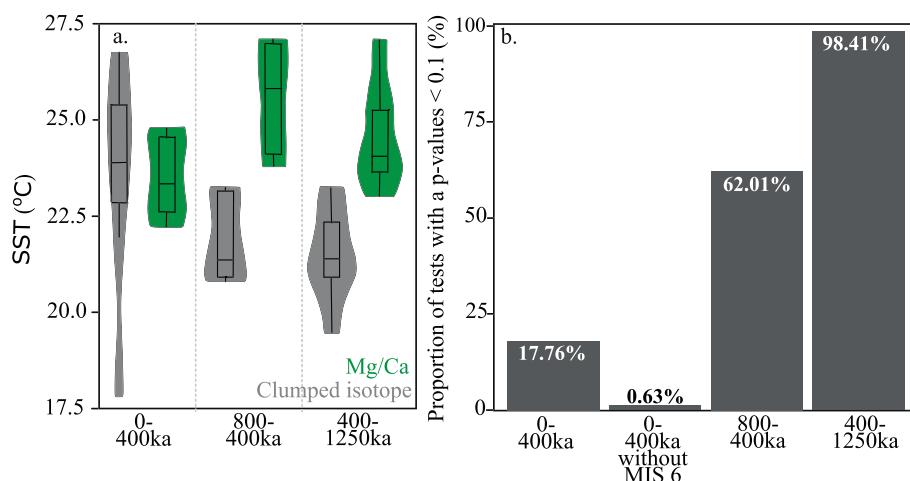 a.
SST (ºC)
27.5
25.0
22.5
20.0
17.5
Mg/Ca
Clumped isotope
0-
400ka
800-
400ka
400-
1250ka
b.
Proportion of tests with a p-values < 0.1 (%)
100
75
50
25
0
17.76%
0.63%
62.01%
98.41%
0-
400ka
0-
400ka
without
MIS 6
800-
400ka
400-
1250ka